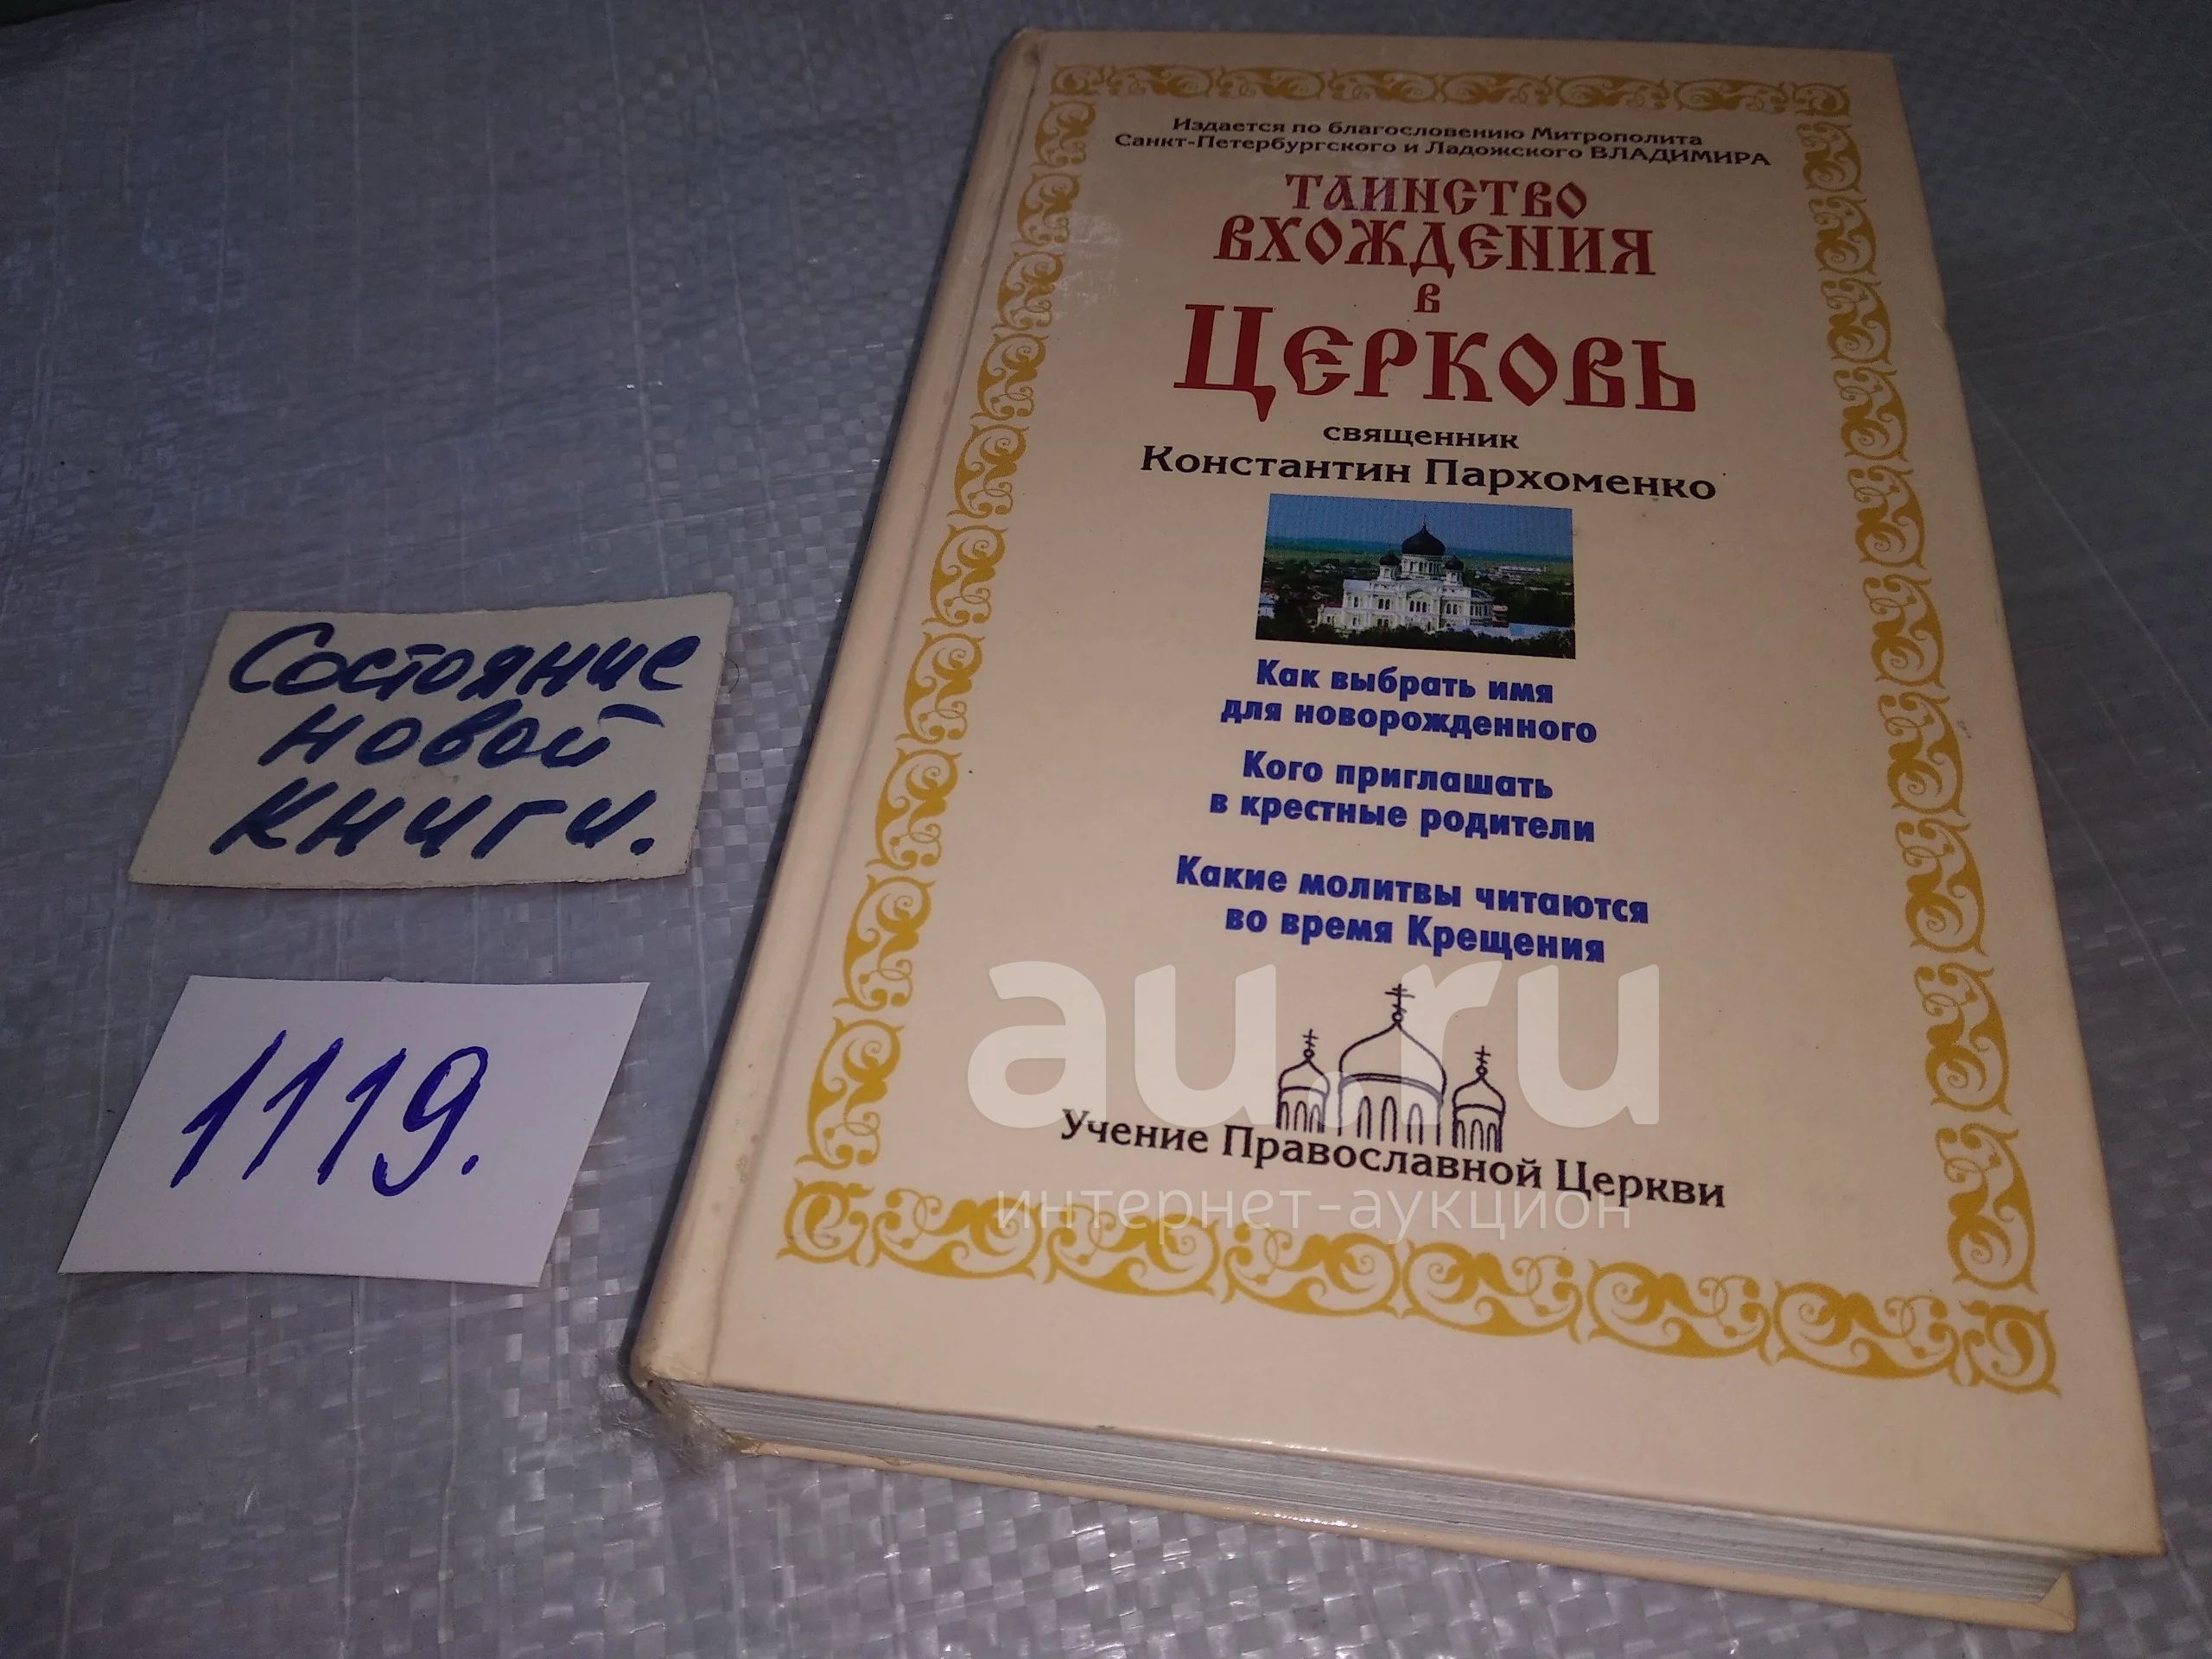 Состояние
новой
книги.
1119.
Издается по благословению Митрополита
Санкт-Петербургского и Ладожского ВЛАДИМИРА
ТАИНСТВО
ВХОЖДЕНИЯ
в
ЦЕРКОВЬ
священник
Константин Пархоменко
Как выбрать имя
для новорожденного
Кого приглашать
в крестные родители
Какие молитвы читаются
во время Крещения
au.ru
Учение Православной Церкви
интернет-аукцион